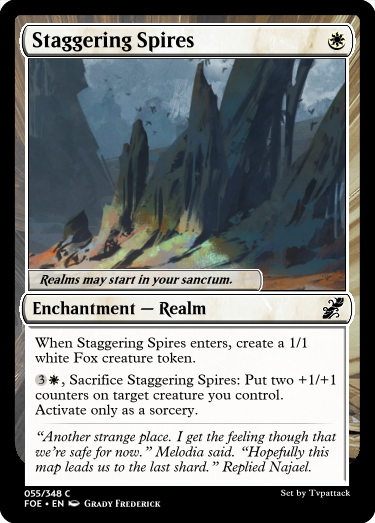 Staggering Spires
Realms may start in your sanctum.
Enchantment — Realm
When Staggering Spires enters, create a 1/1
white Fox creature token.
3, Sacrifice Staggering Spires: Put two +1/+1
counters on target creature you control.
Activate only as a sorcery.
“Another strange place. I get the feeling though that
we’re safe for now.” Melodia said. “Hopefully this
map leads us to the last shard.” Replied Najael.
055/348 C
FOE • EN Grady Frederick
Set by Tvpattack